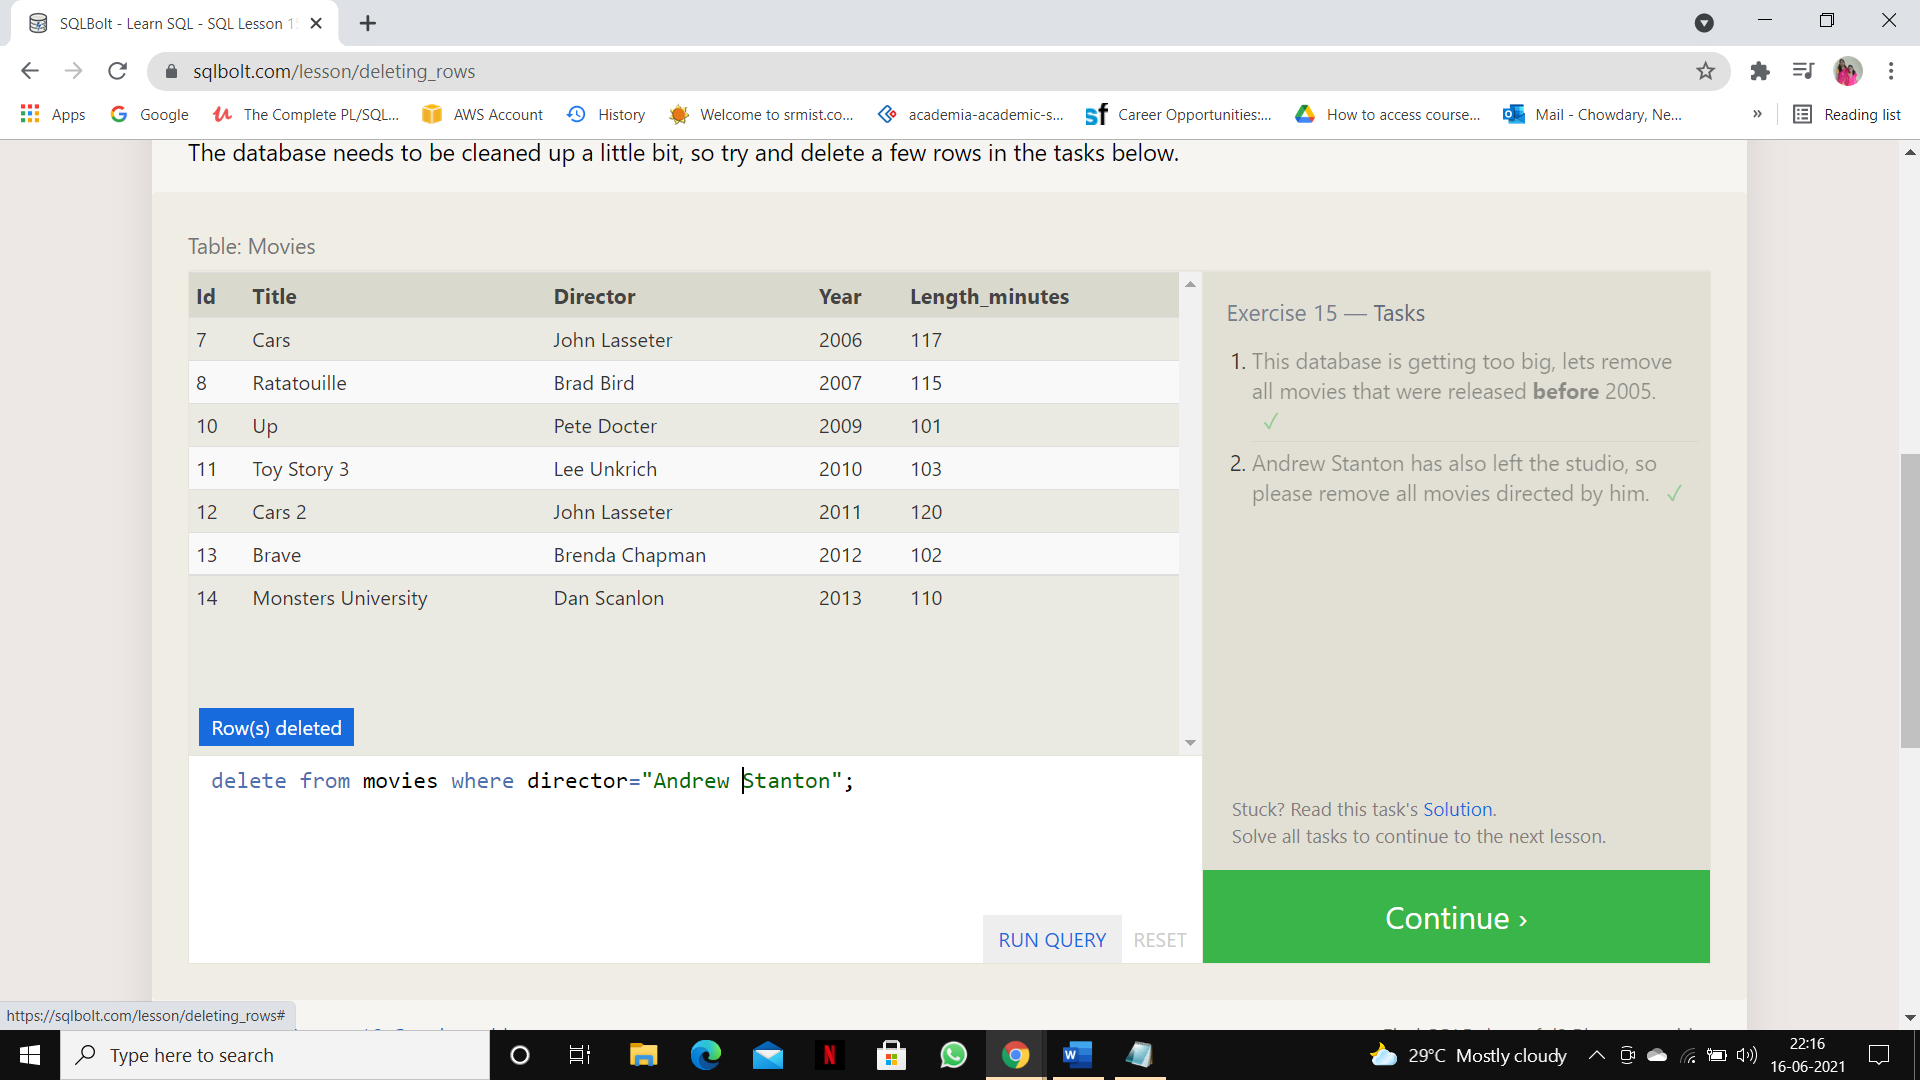 SQLBolt - Learn SQL - SQL Lesson 1
sqlbolt.com/lesson/deleting_rows
Apps Google The Complete PL/SQL... AWS Account History Welcome to srmist.co... academia-academic-s... Career Opportunities:... How to access course... Mail - Chowdary, Ne... » Reading list
The database needs to be cleaned up a little bit, so try and delete a few rows in the tasks below.
Table: Movies
Id Title Director Year Length_minutes
7 Cars John Lasseter 2006 117
8 Ratatouille Brad Bird 2007 115
10 Up Pete Docter 2009 101
11 Toy Story 3 Lee Unkrich 2010 103
12 Cars 2 John Lasseter 2011 120
13 Brave Brenda Chapman 2012 102
14 Monsters University Dan Scanlon 2013 110
Row(s) deleted
delete from movies where director="Andrew Stanton";
RUN QUERY RESET
Exercise 15 — Tasks
1. This database is getting too big, lets remove
all movies that were released before 2005.
✓
2. Andrew Stanton has also left the studio, so
please remove all movies directed by him. ✓
Stuck? Read this task's Solution.
Solve all tasks to continue to the next lesson.
Continue ›
https://sqlbolt.com/lesson/deleting_rows#
Type here to search
29°C Mostly cloudy
22:16
16-06-2021